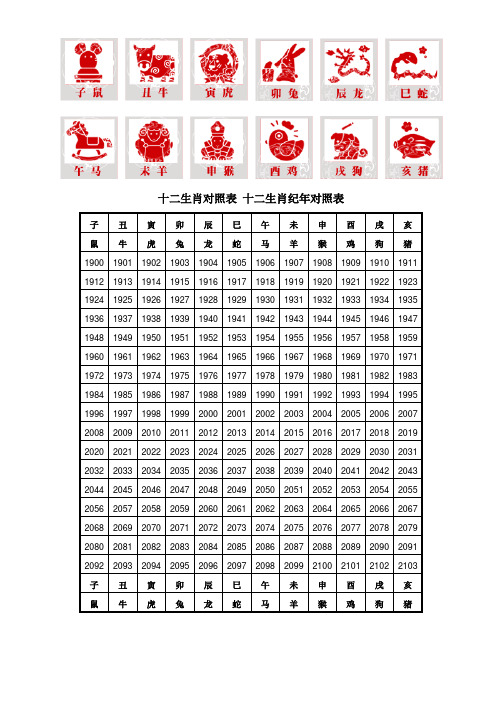 子 鼠 丑 牛 寅 虎 卯 兔 辰 龙 巳 蛇
午 马 未 羊 申 猴 酉 鸡 戌 狗 亥 猪
十二生肖对照表 十二生肖纪年对照表
子 丑 寅 卯 辰 巳 午 未 申 酉 戌 亥
鼠 牛 虎 兔 龙 蛇 马 羊 猴 鸡 狗 猪
1900 1901 1902 1903 1904 1905 1906 1907 1908 1909 1910 1911
1912 1913 1914 1915 1916 1917 1918 1919 1920 1921 1922 1923
1924 1925 1926 1927 1928 1929 1930 1931 1932 1933 1934 1935
1936 1937 1938 1939 1940 1941 1942 1943 1944 1945 1946 1947
1948 1949 1950 1951 1952 1953 1954 1955 1956 1957 1958 1959
1960 1961 1962 1963 1964 1965 1966 1967 1968 1969 1970 1971
1972 1973 1974 1975 1976 1977 1978 1979 1980 1981 1982 1983
1984 1985 1986 1987 1988 1989 1990 1991 1992 1993 1994 1995
1996 1997 1998 1999 2000 2001 2002 2003 2004 2005 2006 2007
2008 2009 2010 2011 2012 2013 2014 2015 2016 2017 2018 2019
2020 2021 2022 2023 2024 2025 2026 2027 2028 2029 2030 2031
2032 2033 2034 2035 2036 2037 2038 2039 2040 2041 2042 2043
2044 2045 2046 2047 2048 2049 2050 2051 2052 2053 2054 2055
2056 2057 2058 2059 2060 2061 2062 2063 2064 2065 2066 2067
2068 2069 2070 2071 2072 2073 2074 2075 2076 2077 2078 2079
2080 2081 2082 2083 2084 2085 2086 2087 2088 2089 2090 2091
2092 2093 2094 2095 2096 2097 2098 2099 2100 2101 2102 2103
子 丑 寅 卯 辰 巳 午 未 申 酉 戌 亥
鼠 牛 虎 兔 龙 蛇 马 羊 猴 鸡 狗 猪